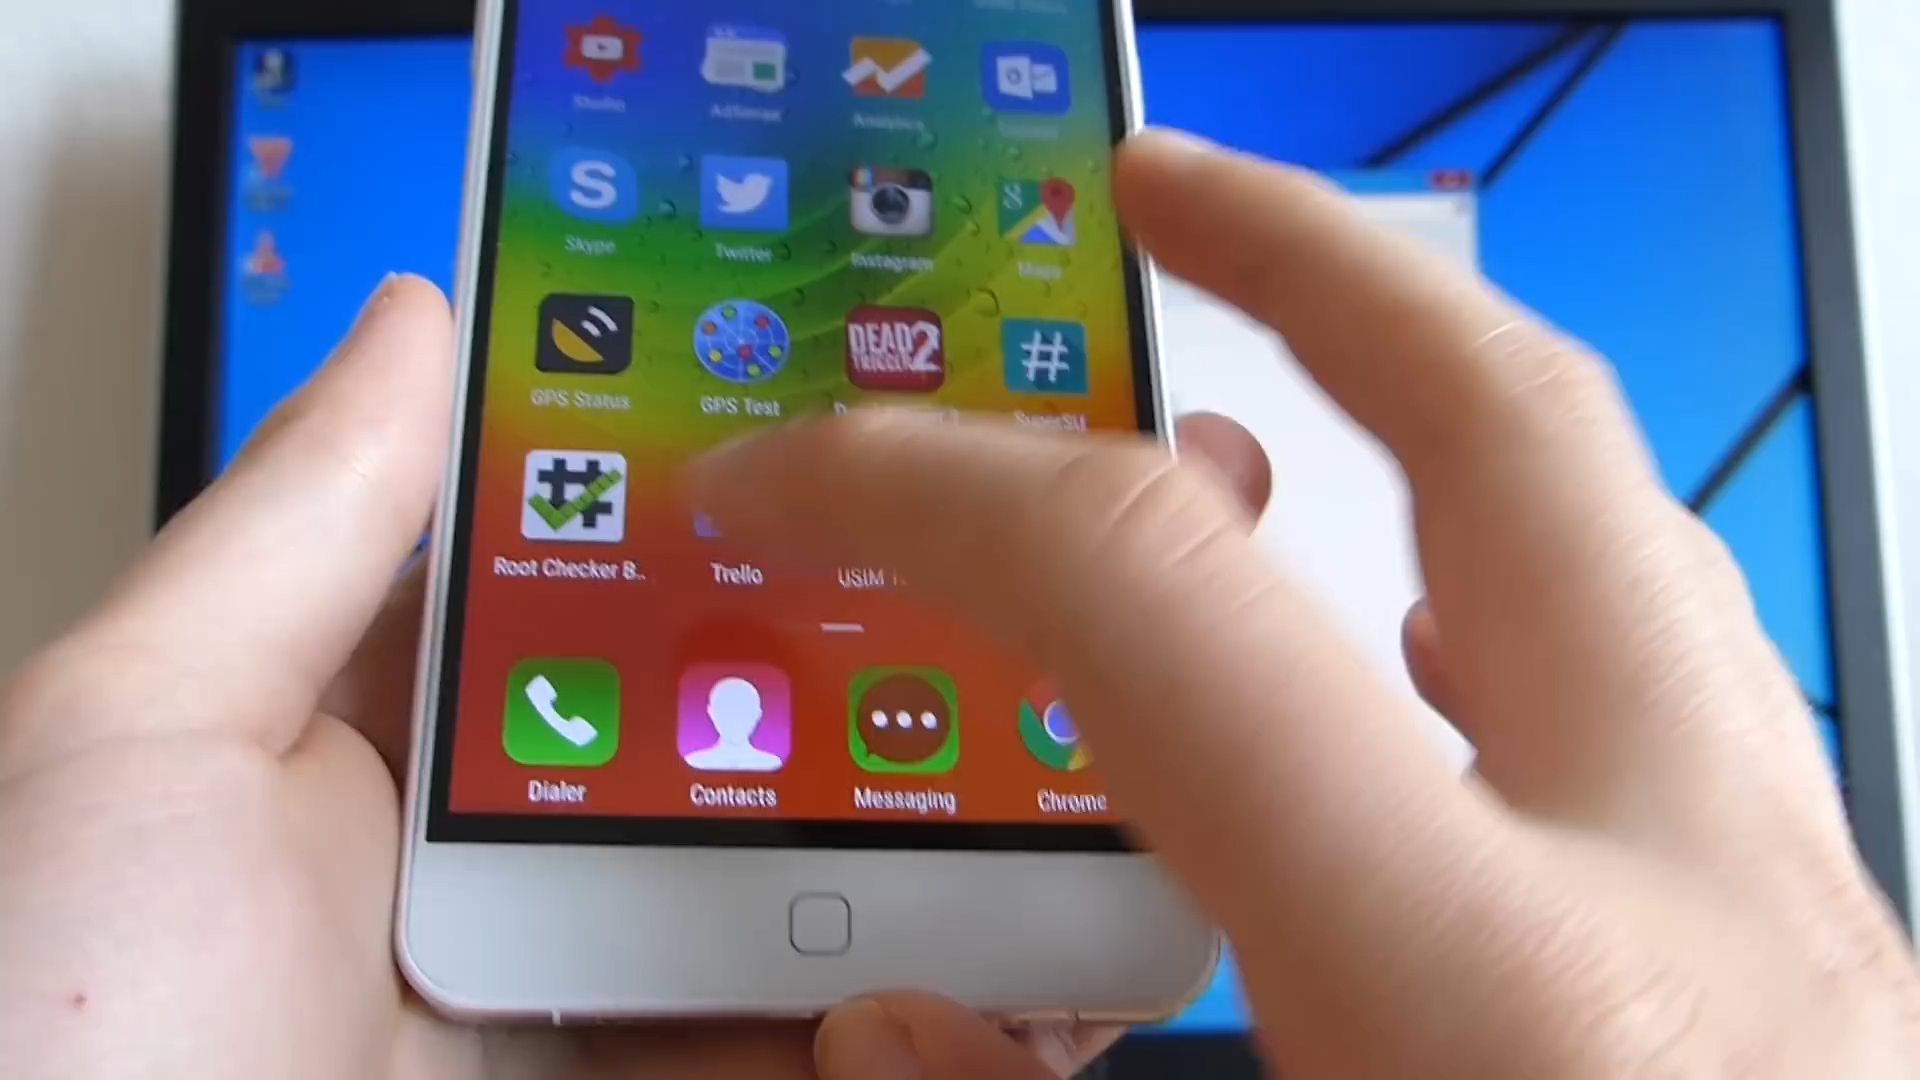 Studio AdSense Analytics
Skype Twitter Instagram Maps
DEAD
TRIGGER 2
GPS Status GPS Test SuperSU
Root Checker B.. Trello USIM
Dialer Contacts Messaging Chrome